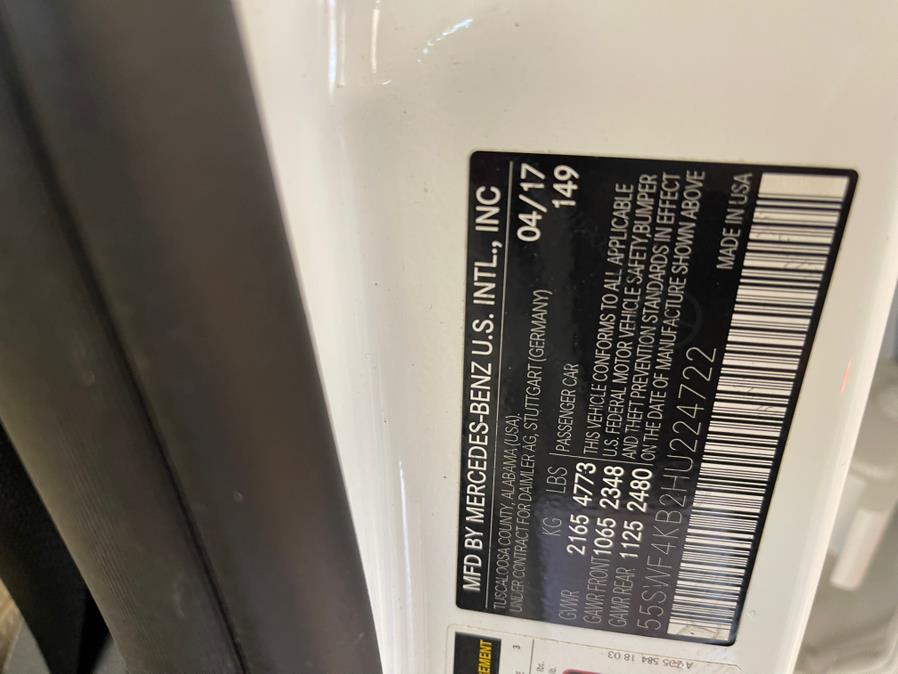 MFD BY MERCEDES-BENZ U.S. INTL., INC
TUSCALOOSA COUNTY, ALABAMA (USA).
UNDER CONTRACT FOR DAIMLER AG, STUTTGART (GERMANY)
04/17
149
KG LBS PASSENGER CAR
GVWR 2165 4773
GAWR FRONT 1065 2348
GAWR REAR 1125 2480
THIS VEHICLE CONFORMS TO ALL APPLICABLE
U.S. FEDERAL MOTOR VEHICLE SAFETY, BUMPER
AND THEFT PREVENTION STANDARDS IN EFFECT
ON THE DATE OF MANUFACTURE SHOWN ABOVE
55SWF4KB2HU224722
MADE IN USA
3
lbs.
A 205 584 18 03